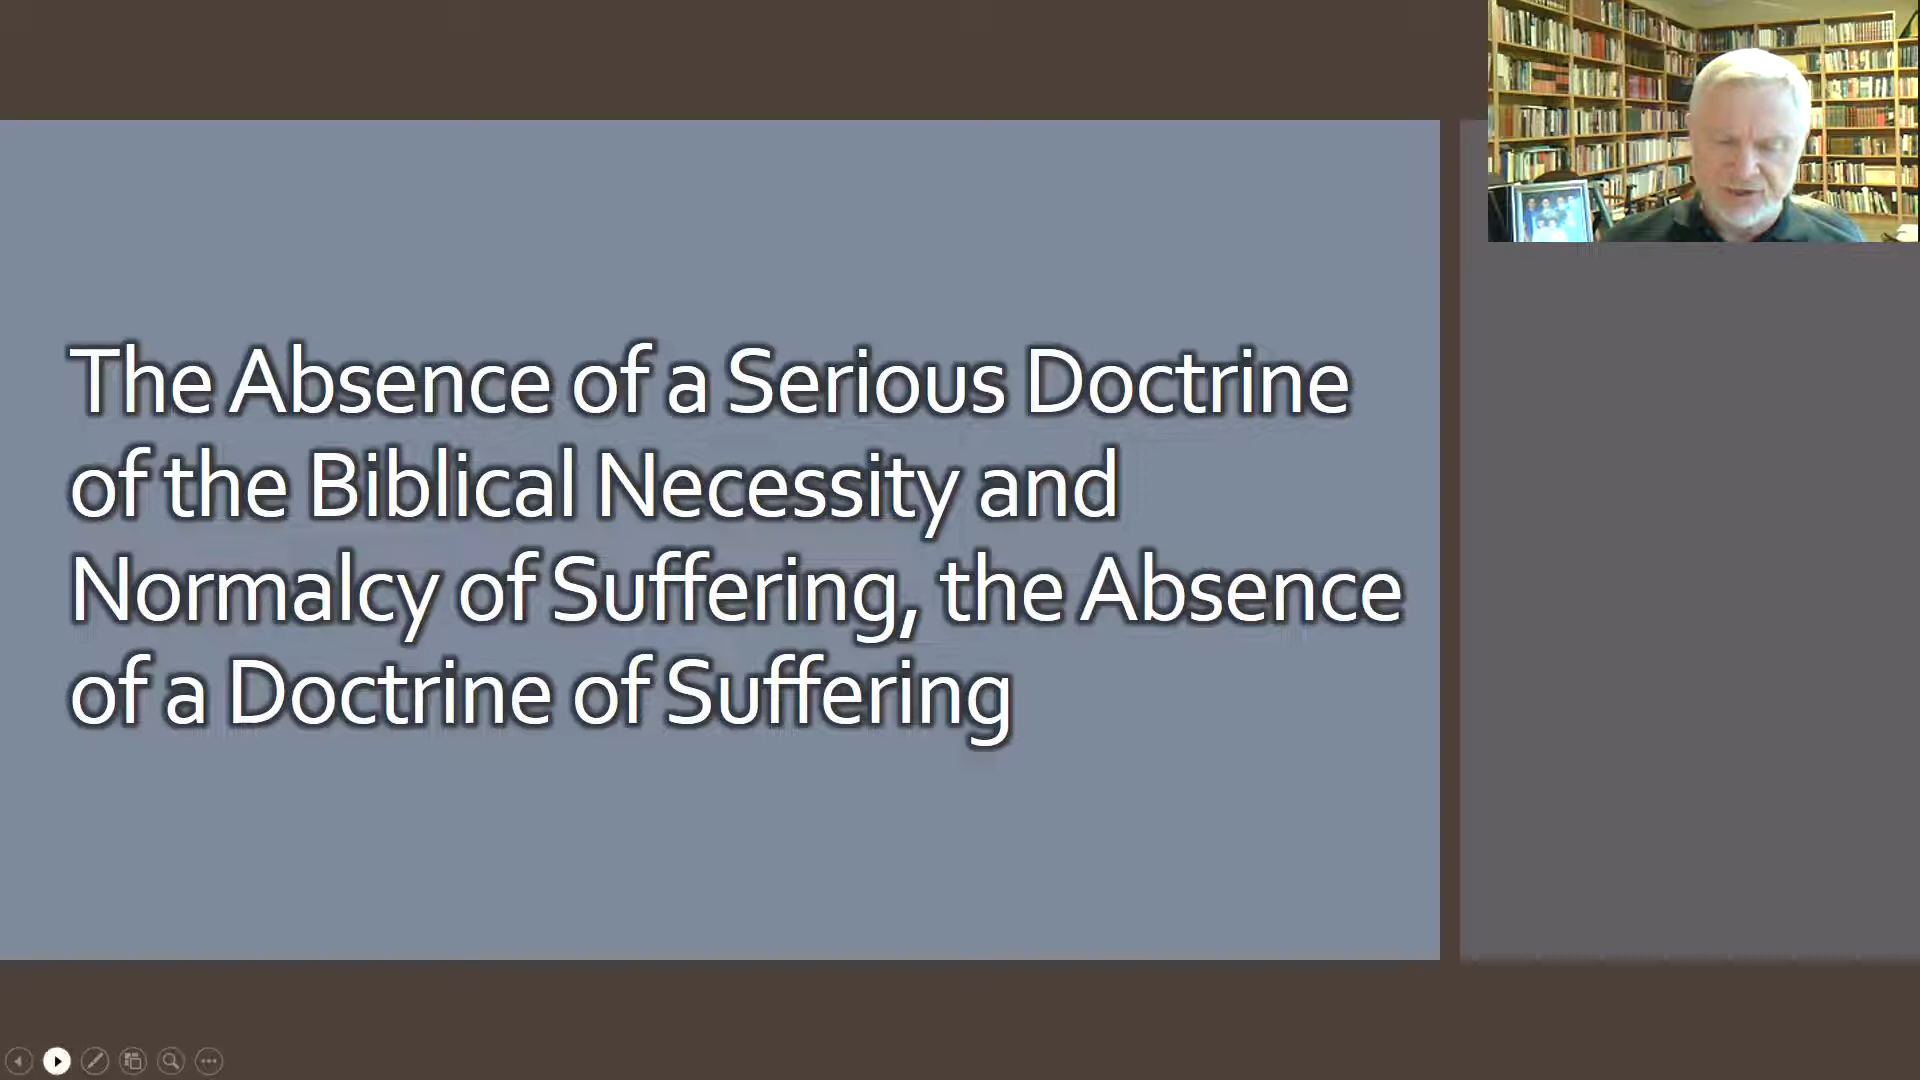 The Absence of a Serious Doctrine
of the Biblical Necessity and
Normalcy of Suffering, the Absence
of a Doctrine of Suffering